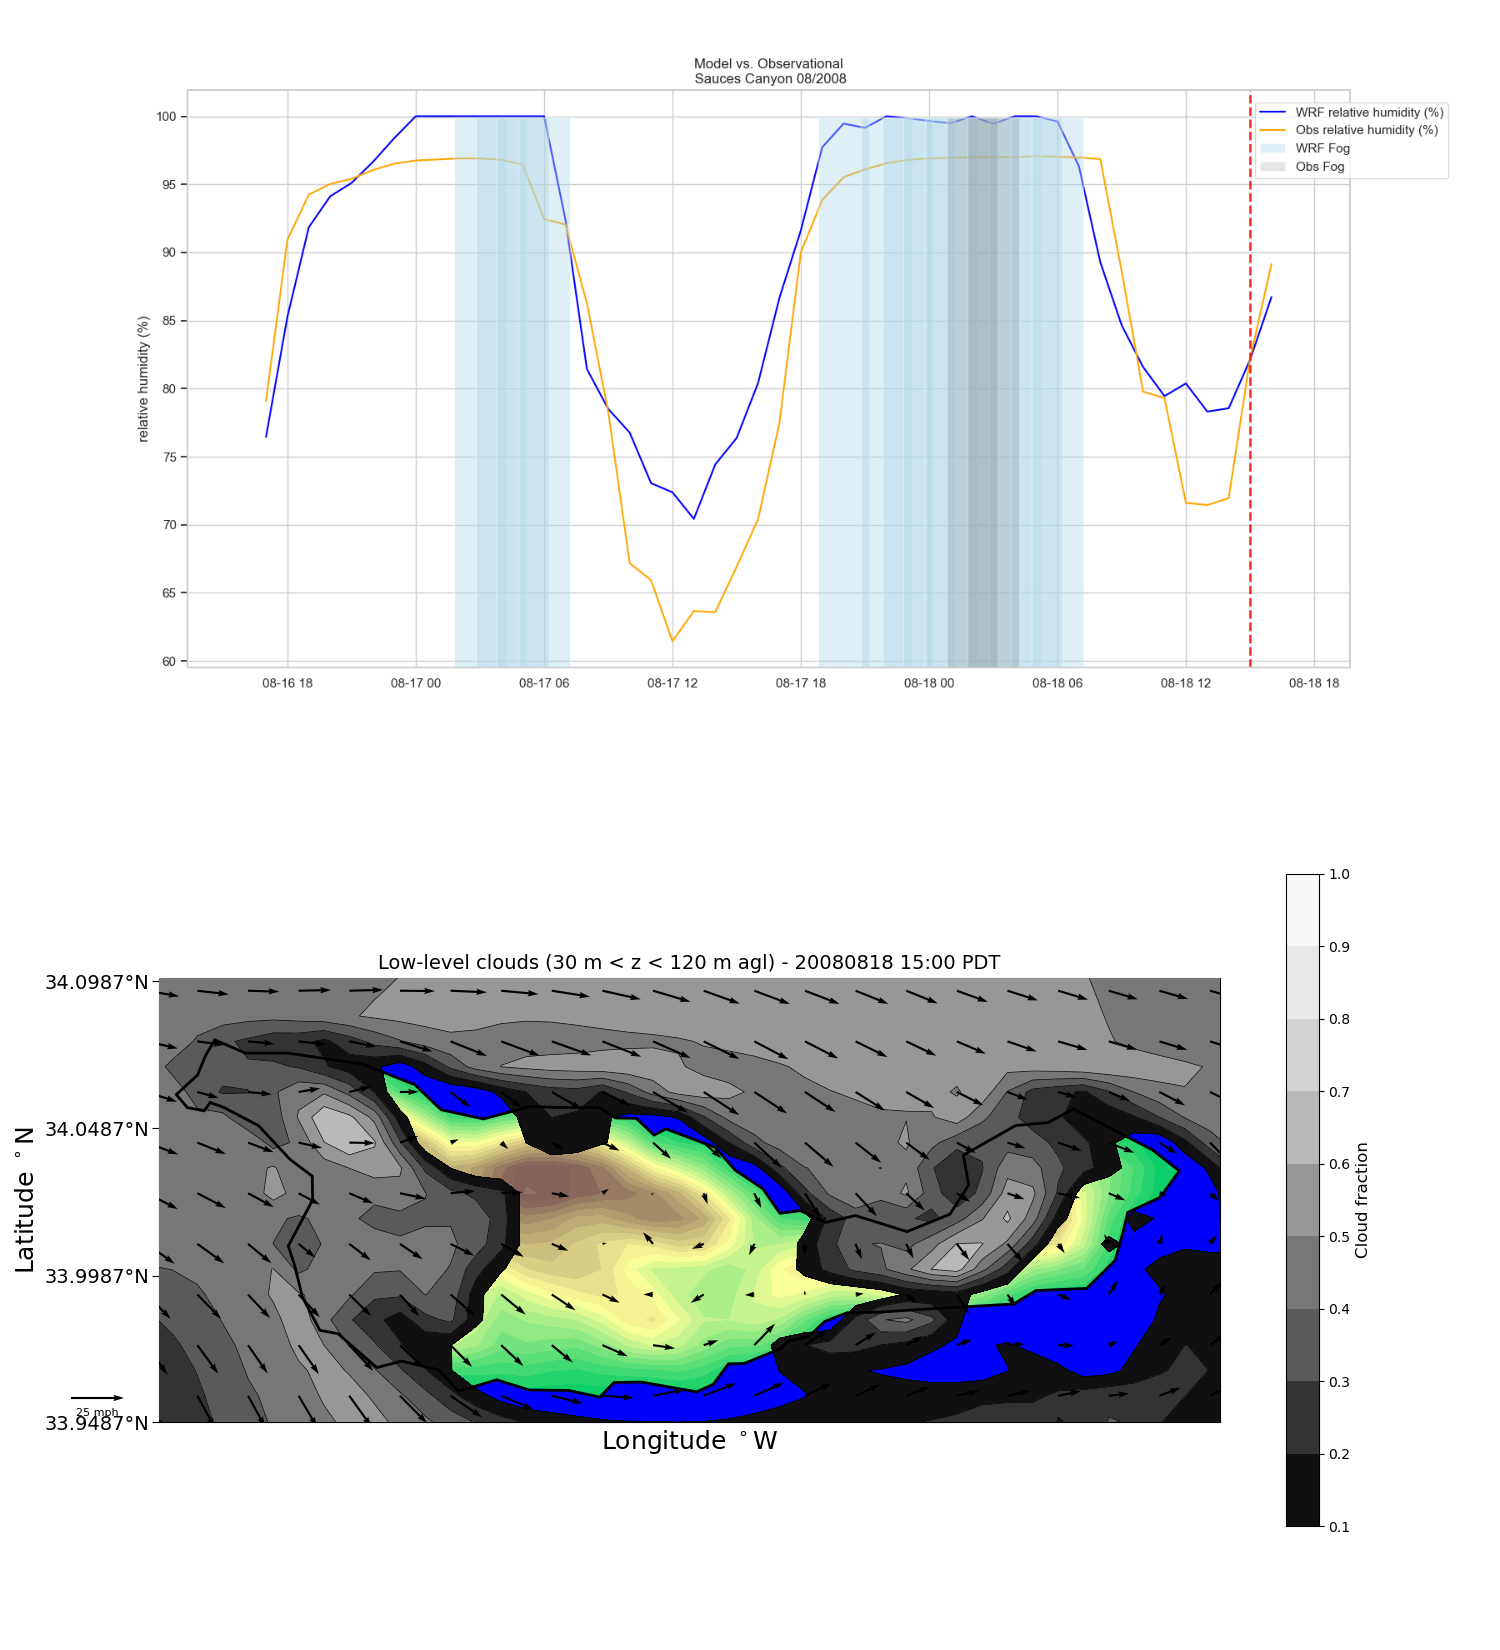 Model vs. Observational
Sauces Canyon 08/2008
WRF relative humidity (%)
Obs relative humidity (%)
WRF Fog
Obs Fog
relative humidity (%)
100
95
90
85
80
75
70
65
60
08-16 18 08-17 00 08-17 06 08-17 12 08-17 18 08-18 00 08-18 06 08-18 12 08-18 18
Low-level clouds (30 m < z < 120 m agl) - 20080818 15:00 PDT
34.0987°N
34.0487°N
33.9987°N
33.9487°N
Latitude °N
25 mph
Longitude °W
1.0
0.9
0.8
0.7
0.6
0.5
0.4
0.3
0.2
0.1
Cloud fraction